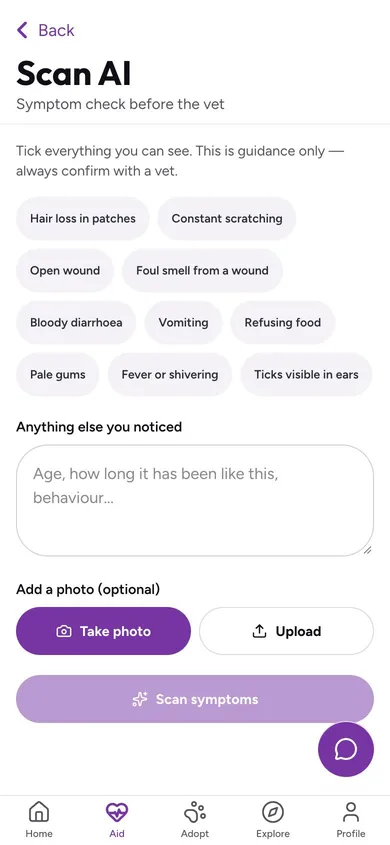 Back
Scan AI
Symptom check before the vet
Tick everything you can see. This is guidance only —
always confirm with a vet.
Hair loss in patches
Constant scratching
Open wound
Foul smell from a wound
Bloody diarrhoea
Vomiting
Refusing food
Pale gums
Fever or shivering
Ticks visible in ears
Anything else you noticed
Age, how long it has been like this,
behaviour...
Add a photo (optional)
Take photo
Upload
Scan symptoms
Home
Aid
Adopt
Explore
Profile